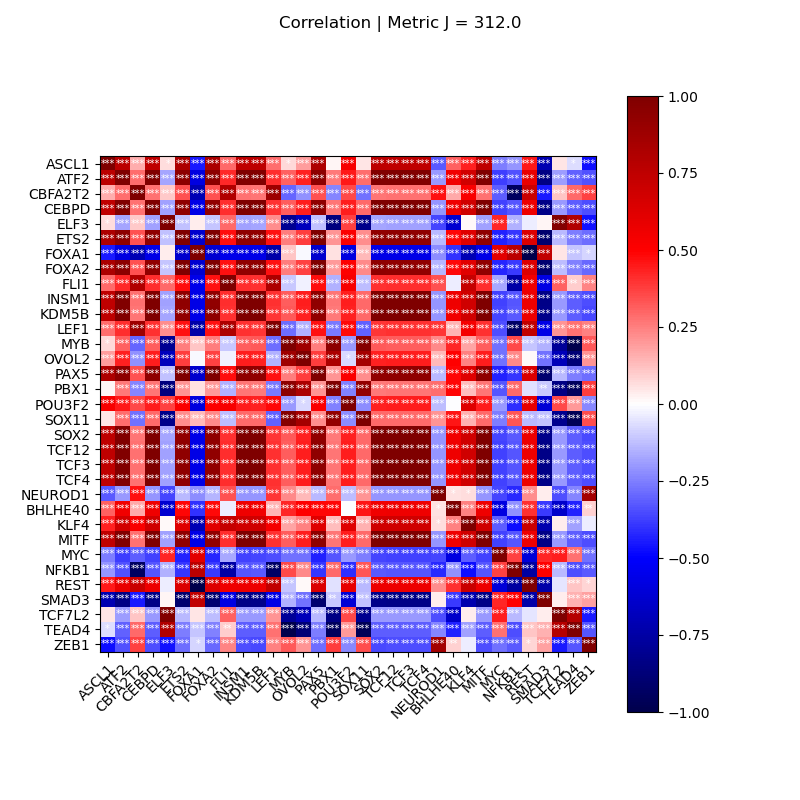 Correlation | Metric J = 312.0
ASCL1
ATF2
CBFA2T2
CEBPD
ELF3
ETS2
FOXA1
FOXA2
FLI1
INSM1
KDM5B
LEF1
MYB
OVOL2
PAX5
PBX1
POU3F2
SOX11
SOX2
TCF12
TCF3
TCF4
NEUROD1
BHLHE40
KLF4
MITF
MYC
NFKB1
REST
SMAD3
TCF7L2
TEAD4
ZEB1
ASCL1
ATF2
CBFA2T2
CEBPD
ELF3
ETS2
FOXA1
FOXA2
FLI1
INSM1
KDM5B
LEF1
MYB
OVOL2
PAX5
PBX1
POU3F2
SOX11
SOX2
TCF12
TCF3
TCF4
NEUROD1
BHLHE40
KLF4
MITF
MYC
NFKB1
REST
SMAD3
TCF7L2
TEAD4
ZEB1
1.00
0.75
0.50
0.25
0.00
−0.25
−0.50
−0.75
−1.00